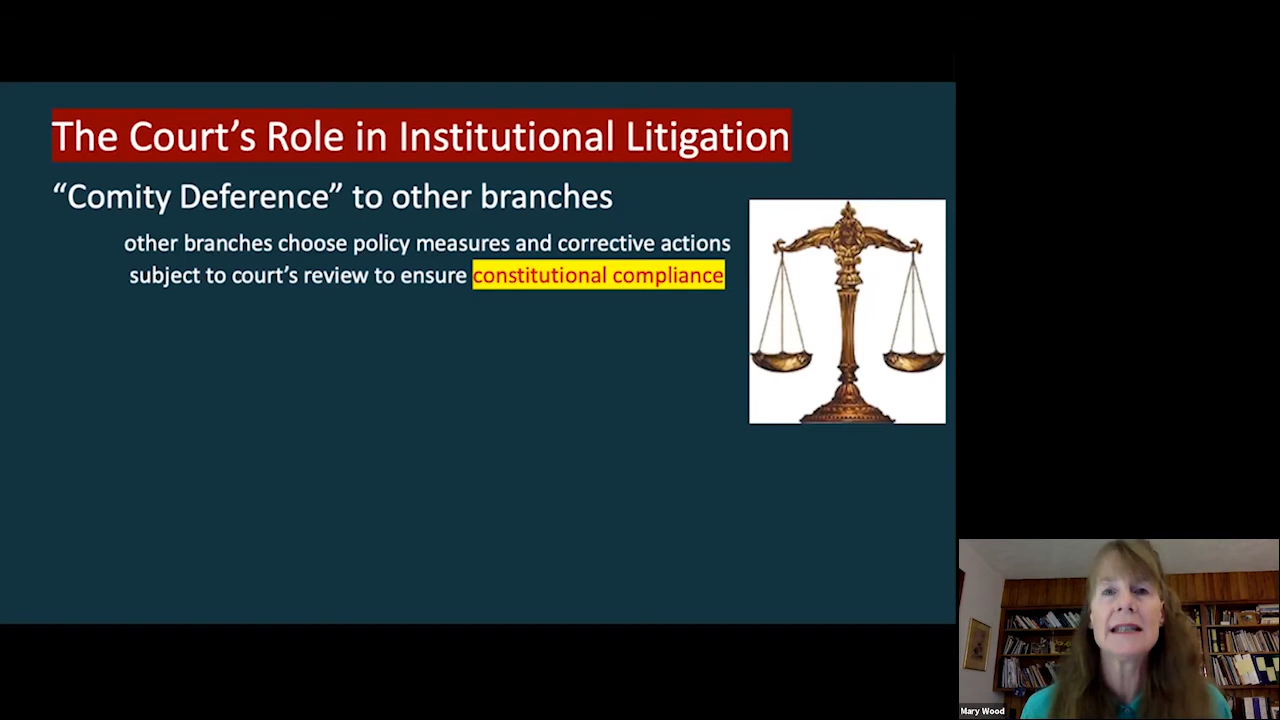 The Court’s Role in Institutional Litigation
“Comity Deference” to other branches
other branches choose policy measures and corrective actions
subject to court’s review to ensure constitutional compliance
Mary Wood